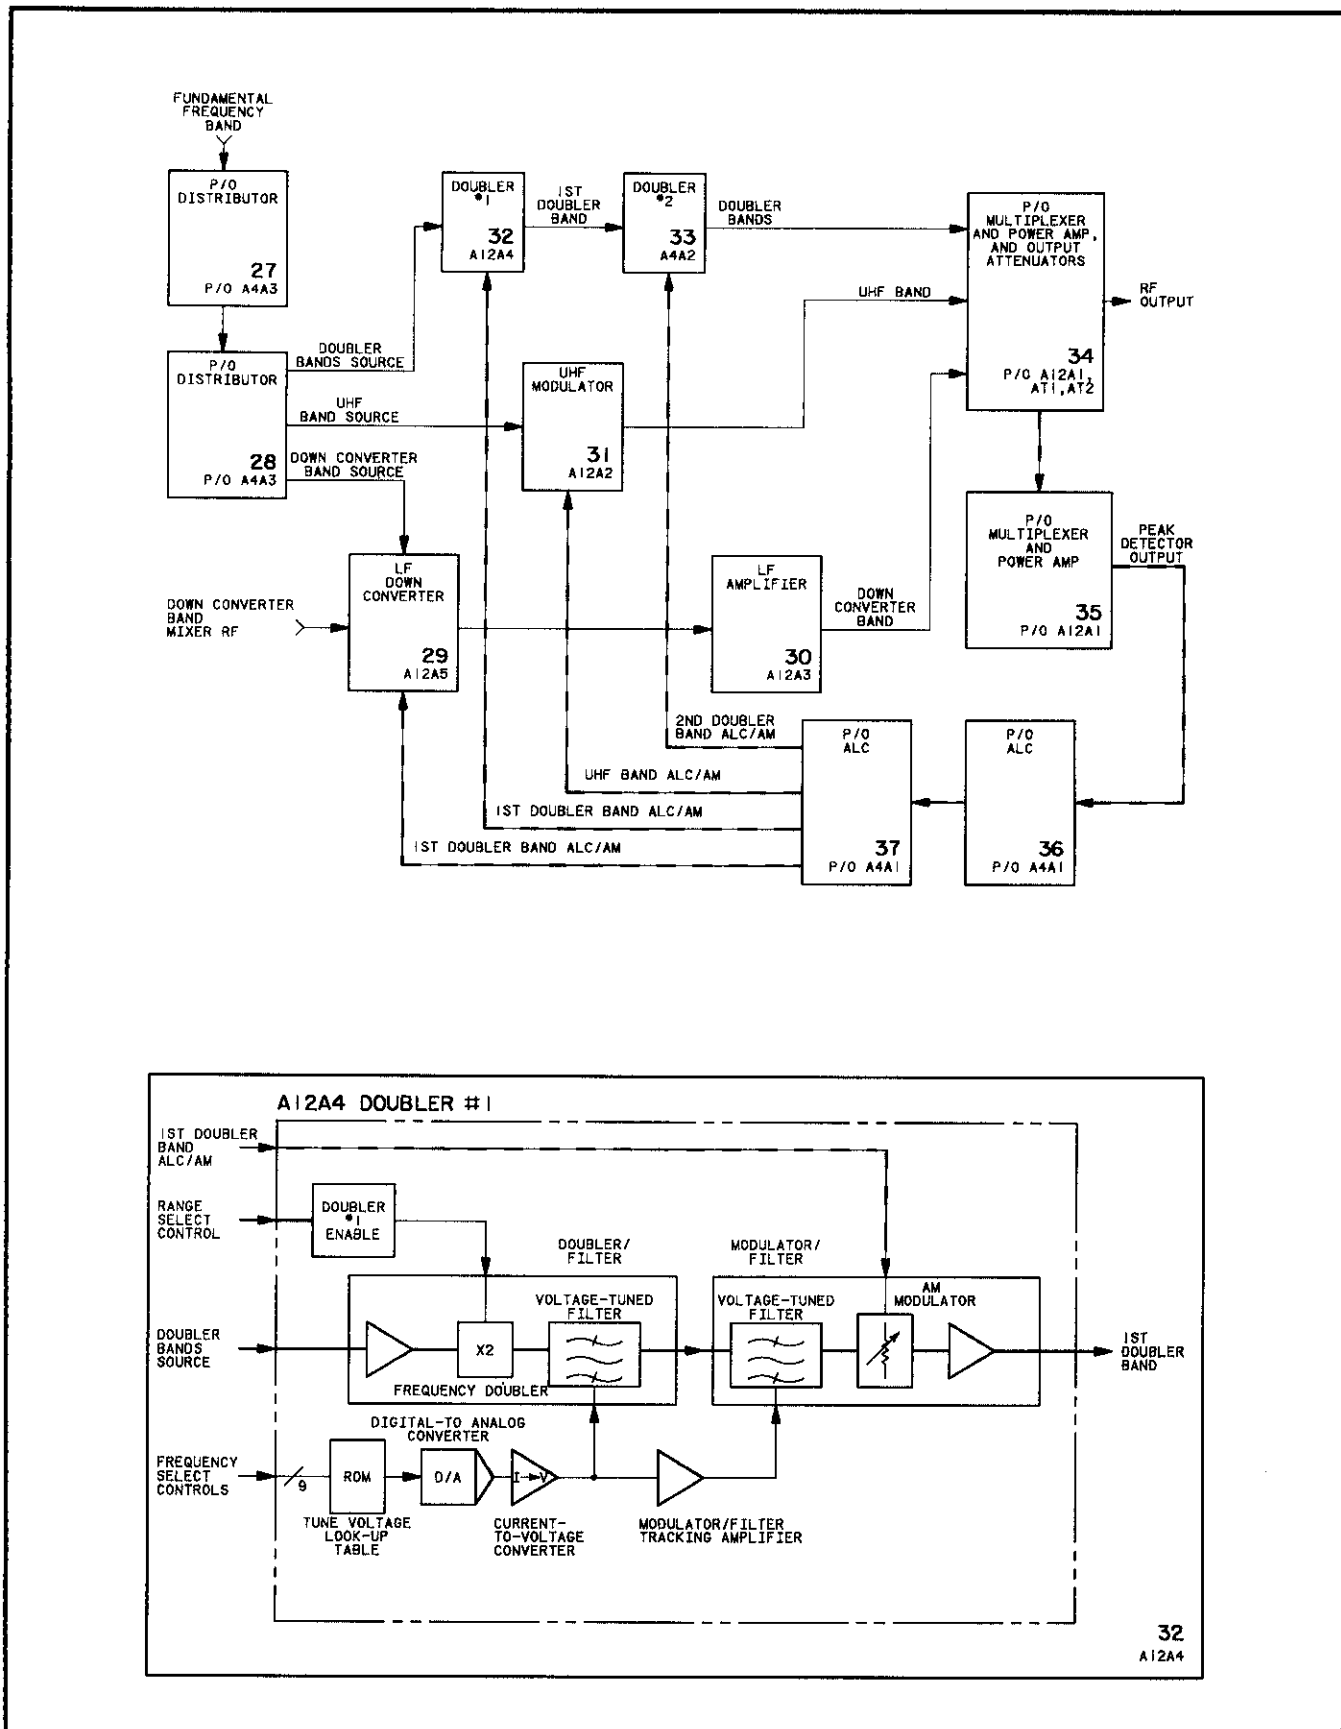 FUNDAMENTAL
FREQUENCY
BAND
P/O
DISTRIBUTOR
27
P/O A4A3
DOUBLER
#1
32
A12A4
1ST
DOUBLER
BAND
DOUBLER
#2
33
A4A2
DOUBLER
BANDS
P/O
MULTIPLEXER
AND POWER AMP,
AND OUTPUT
ATTENUATORS
34
P/O A12A1,
AT1,AT2
RF
OUTPUT
UHF BAND
P/O
DISTRIBUTOR
28
P/O A4A3
DOUBLER
BANDS SOURCE
UHF
BAND SOURCE
DOWN CONVERTER
BAND SOURCE
UHF
MODULATOR
31
A12A2
P/O
MULTIPLEXER
AND
POWER AMP
35
P/O A12A1
PEAK
DETECTOR
OUTPUT
DOWN CONVERTER
BAND
MIXER RF
LF
DOWN
CONVERTER
29
A12A5
LF
AMPLIFIER
30
A12A3
DOWN
CONVERTER
BAND
2ND DOUBLER
BAND ALC/AM
UHF BAND ALC/AM
1ST DOUBLER BAND ALC/AM
1ST DOUBLER BAND ALC/AM
P/O
ALC
37
P/O A4A1
P/O
ALC
36
P/O A4A1
A12A4 DOUBLER #1
1ST DOUBLER
BAND
ALC/AM
RANGE
SELECT
CONTROL
DOUBLER
#1
ENABLE
DOUBLER/
FILTER
MODULATOR/
FILTER
VOLTAGE-TUNED
FILTER
VOLTAGE-TUNED
FILTER
AM
MODULATOR
DOUBLER
BANDS
SOURCE
X2
FREQUENCY DOUBLER
1ST
DOUBLER
BAND
DIGITAL-TO ANALOG
CONVERTER
FREQUENCY
SELECT
CONTROLS
9
ROM
D/A
I→V
TUNE VOLTAGE
LOOK-UP
TABLE
CURRENT-
TO-VOLTAGE
CONVERTER
MODULATOR/FILTER
TRACKING AMPLIFIER
32
A12A4